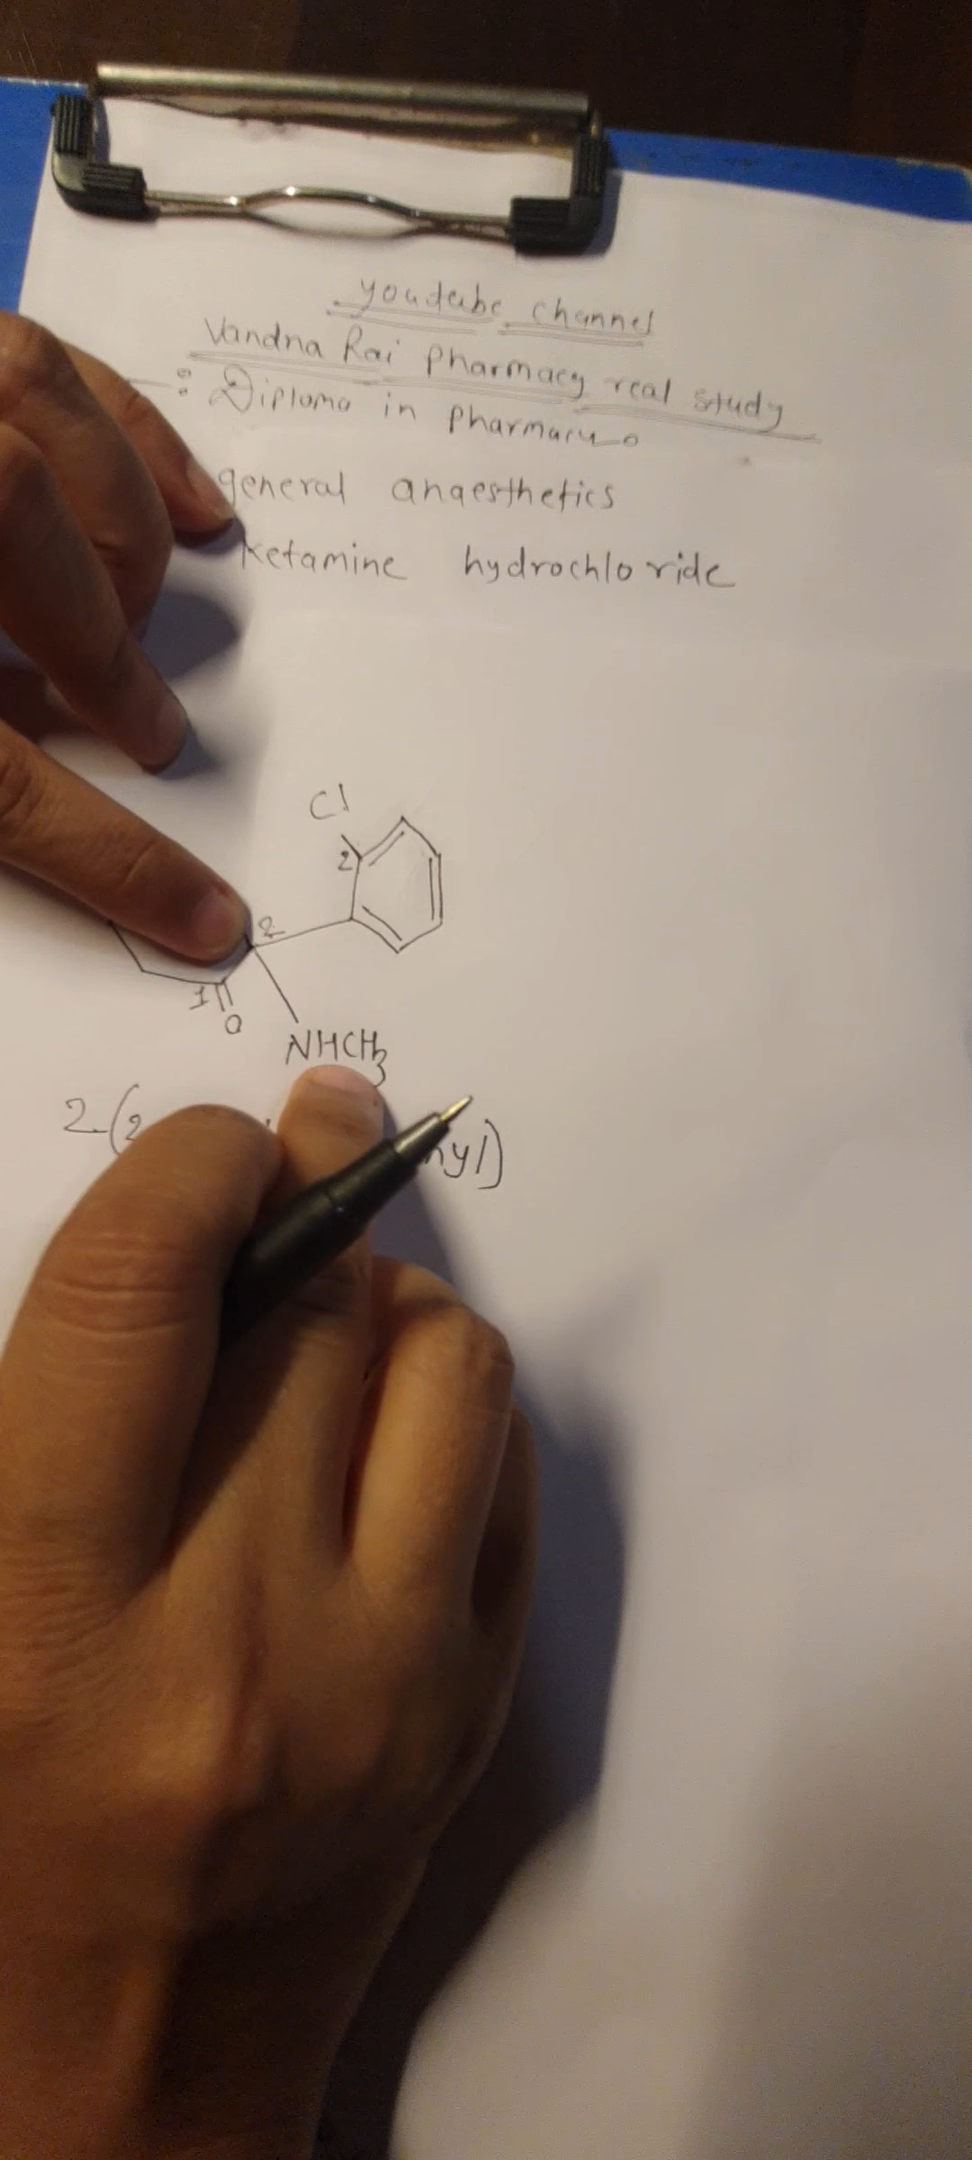 youtube channel
Vandna Rai Pharmacy real study
-: Diploma in pharmacy
general anaesthetics
Ketamine hydrochloride
Cl
2
2
1
O
NHCH3
2-(2 nyl)